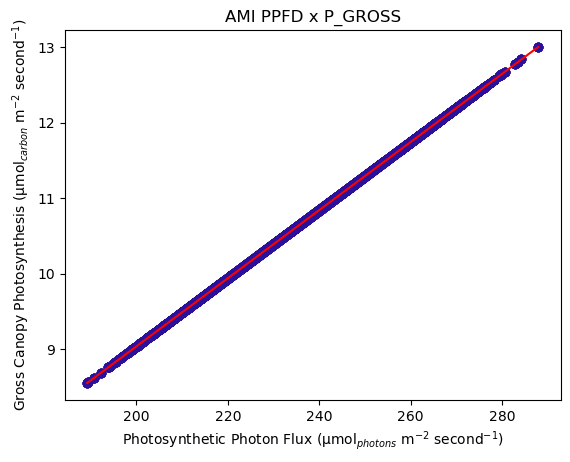 AMI PPFD x P_GROSS
Gross Canopy Photosynthesis (μmol_carbon m⁻² second⁻¹)
13
12
11
10
9
200 220 240 260 280
Photosynthetic Photon Flux (μmol_photons m⁻² second⁻¹)